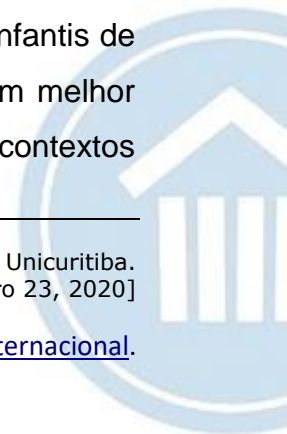 nfantis de
m melhor
contextos
Unicuritiba.
ro 23, 2020]
ternacional.